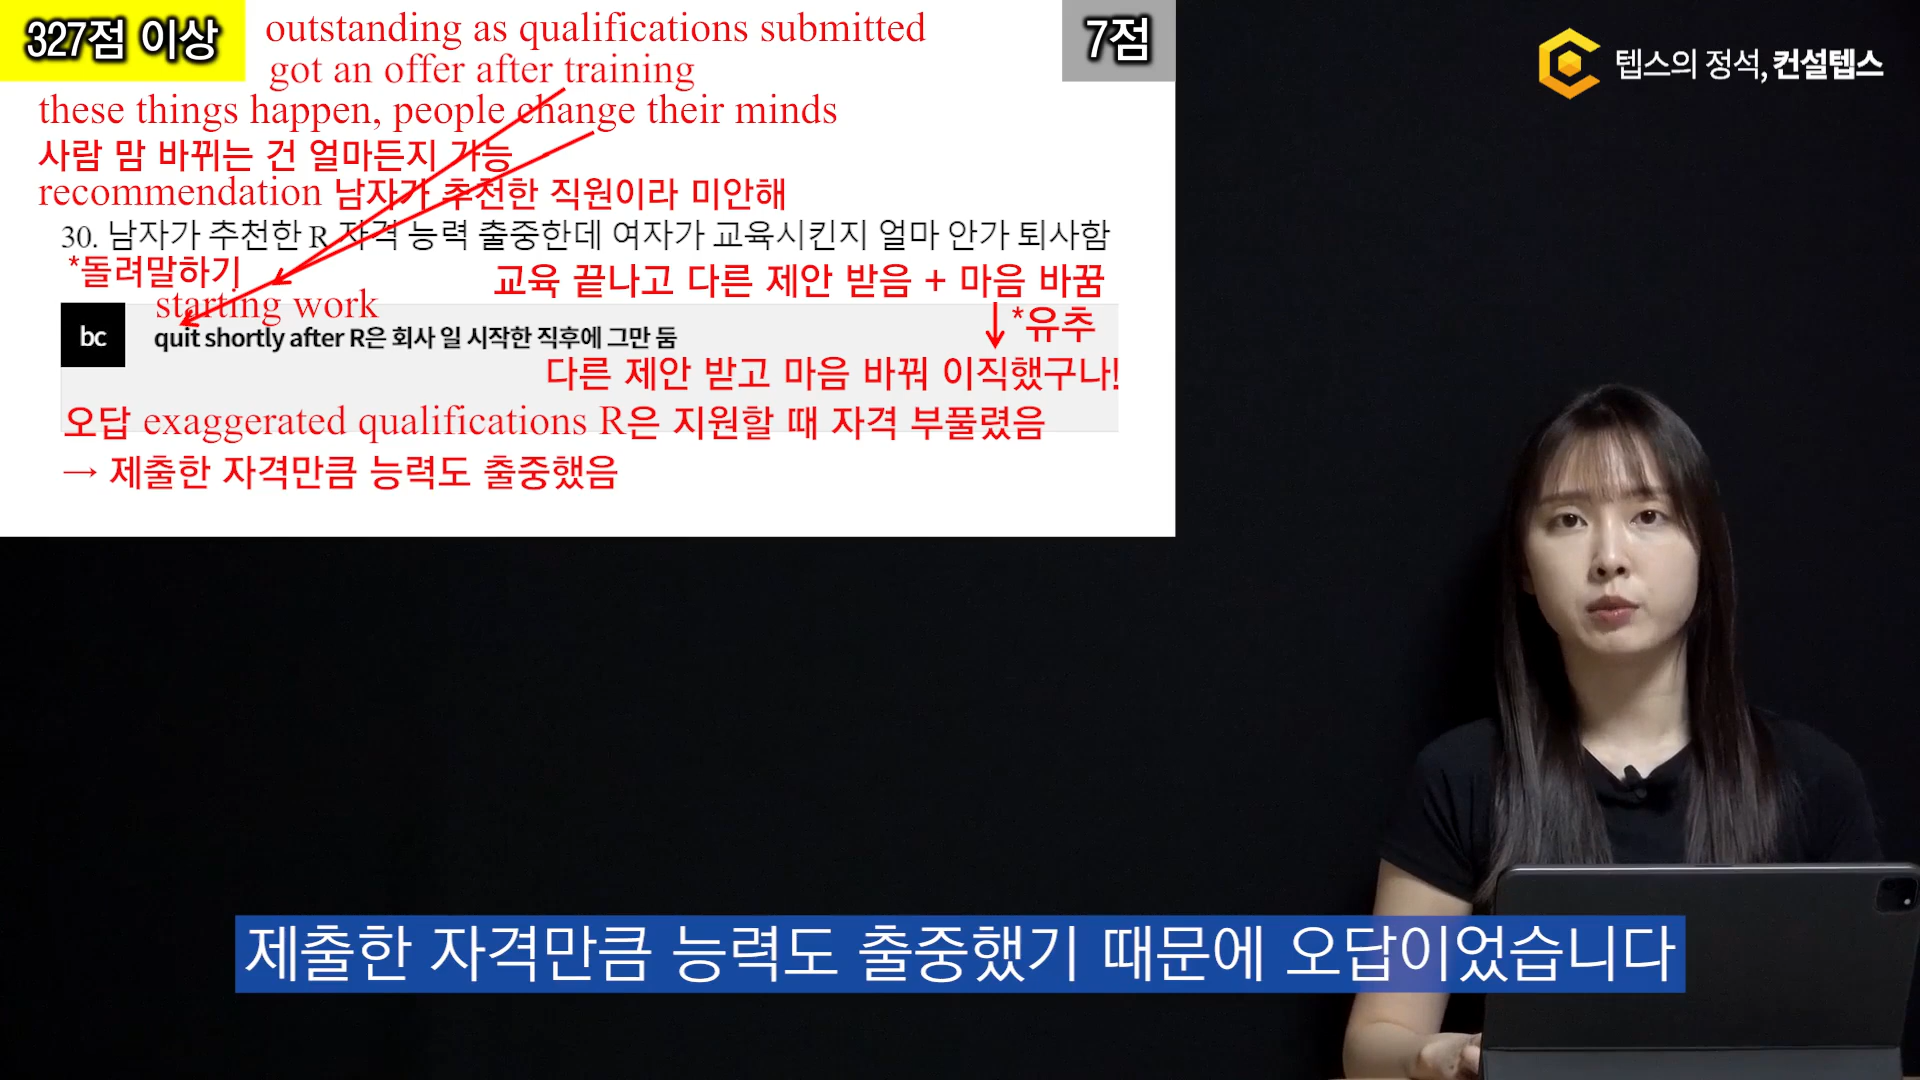 327점 이상
outstanding as qualifications submitted
7점
got an offer after training
these things happen, people change their minds
사람 맘 바뀌는 건 얼마든지 가능
recommendation 남자가 추천한 직원이라 미안해
30. 남자가 추천한 R 자격 능력 출중한데 여자가 교육시킨지 얼마 안가 퇴사함
*돌려말하기
교육 끝나고 다른 제안 받음 + 마음 바꿈
starting work
*유추
bc
quit shortly after R은 회사 일 시작한 직후에 그만 둠
다른 제안 받고 마음 바꿔 이직했구나!
오답 exaggerated qualifications R은 지원할 때 자격 부풀렸음
→ 제출한 자격만큼 능력도 출중했음
텝스의 정석, 컨설텝스
제출한 자격만큼 능력도 출중했기 때문에 오답이었습니다